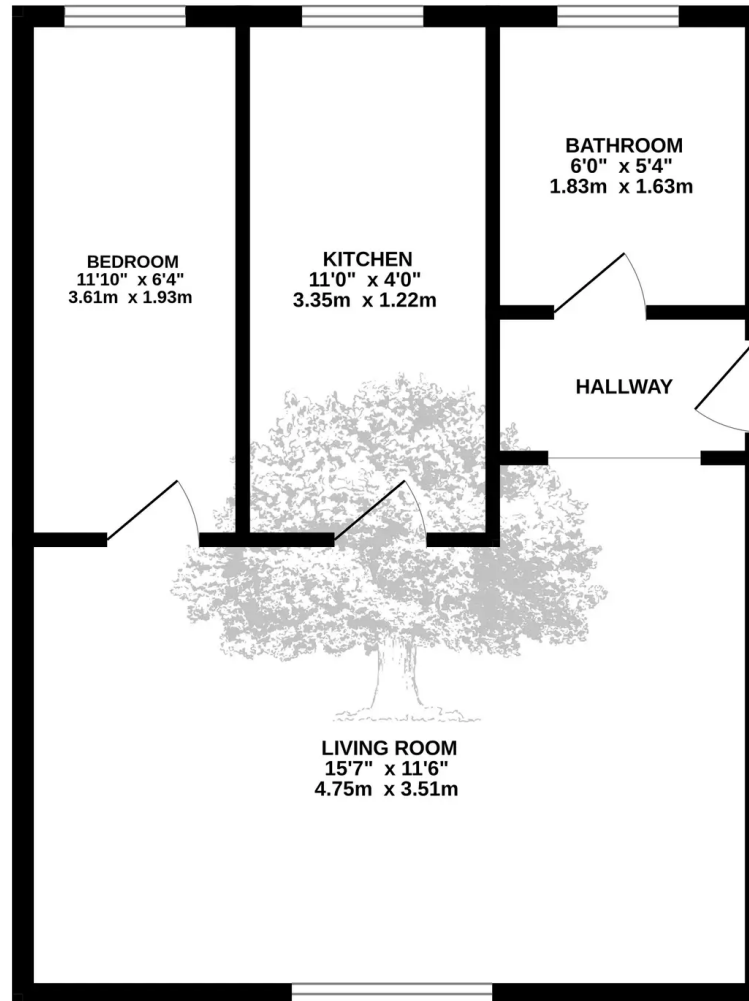 BATHROOM
6'0" x 5'4"
1.83m x 1.63m
BEDROOM
11'10" x 6'4"
3.61m x 1.93m
KITCHEN
11'0" x 4'0"
3.35m x 1.22m
HALLWAY
LIVING ROOM
15'7" x 11'6"
4.75m x 3.51m